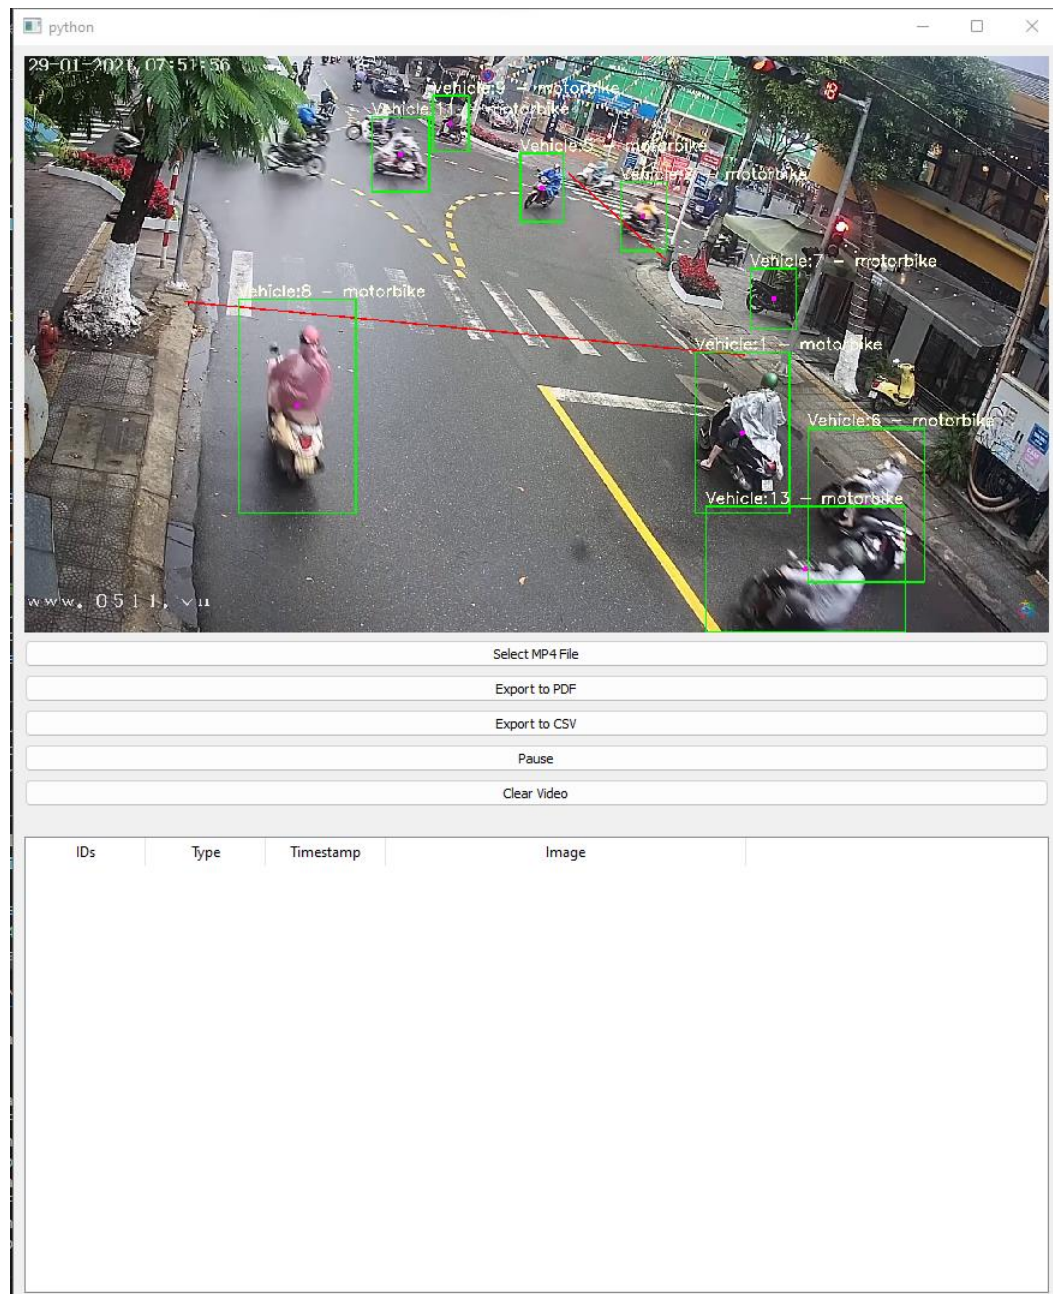 python
29-01-2021 07:51:56
Vehicle:9 - motorbike
Vehicle:11 - motorbike
Vehicle:5 - motorbike
motorbike
Vehicle:7 - motorbike
Vehicle:8 - motorbike
Vehicle:1 - motorbike
Vehicle:6 - motorbike
Vehicle:13 - motorbike
www.0511.vn
Select MP4 File
Export to PDF
Export to CSV
Pause
Clear Video
IDs Type Timestamp Image